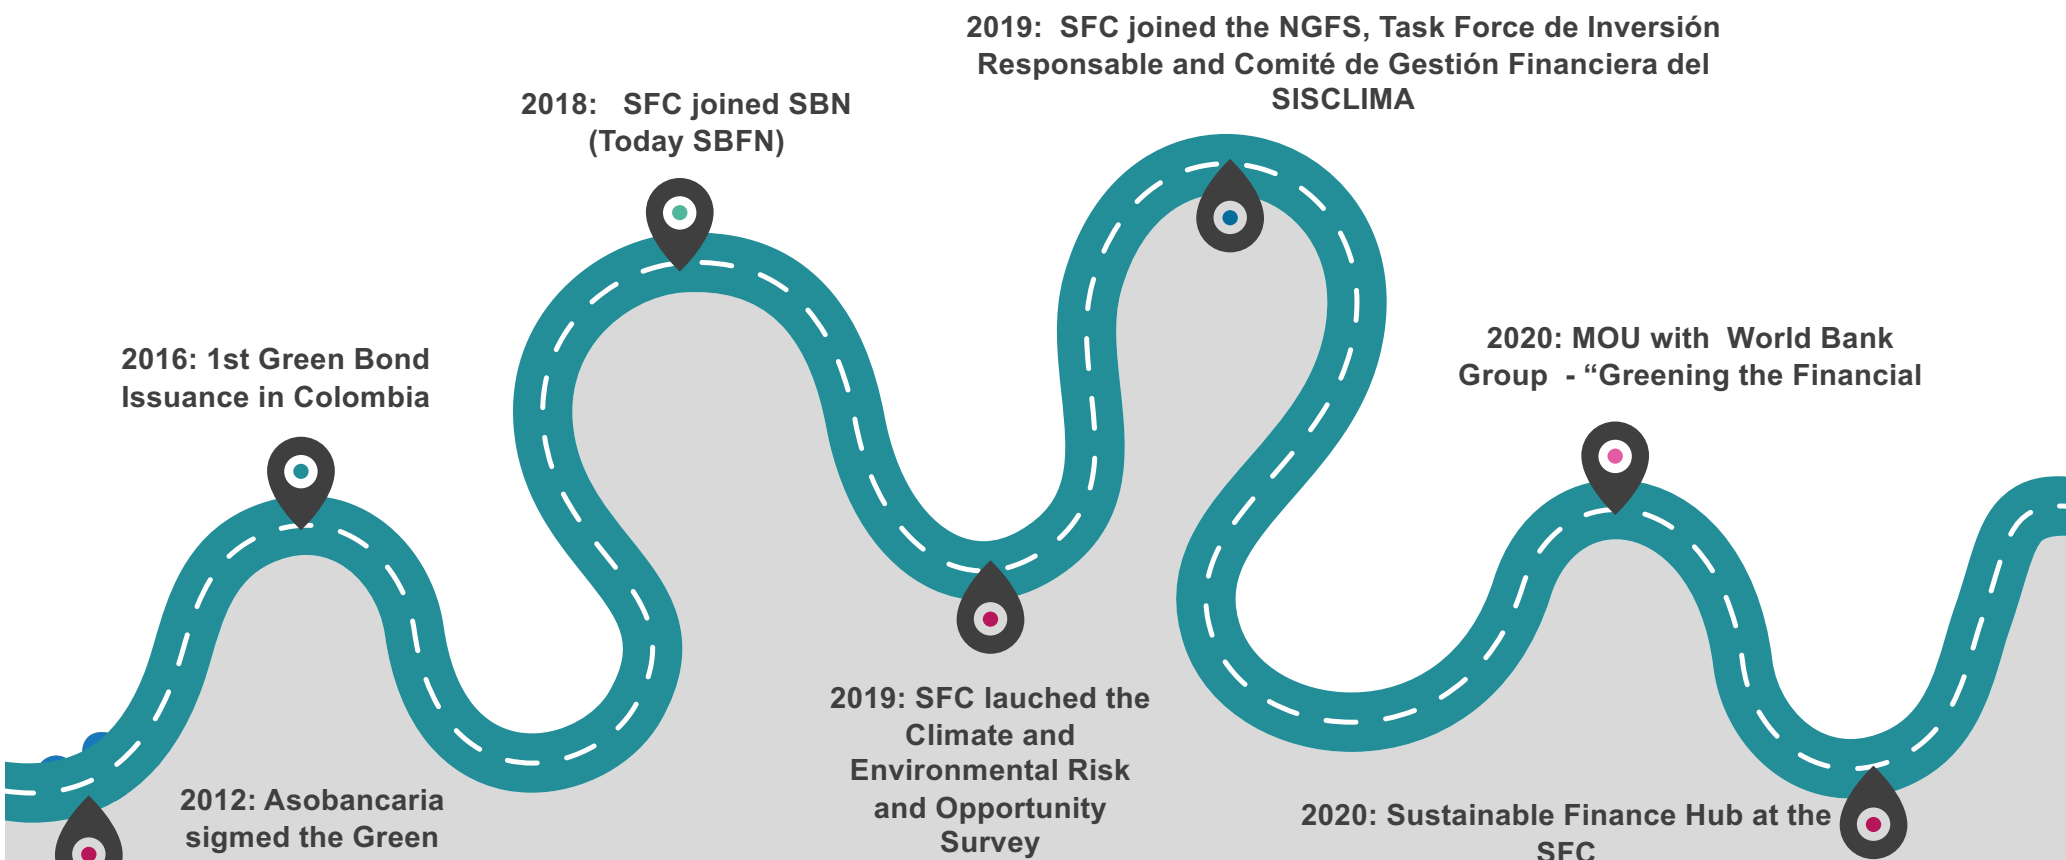 2019: SFC joined the NGFS, Task Force de Inversión
Responsable and Comité de Gestión Financiera del
SISCLIMA
2018: SFC joined SBN
(Today SBFN)
2016: 1st Green Bond
Issuance in Colombia
2020: MOU with World Bank
Group - “Greening the Financial
2019: SFC lauched the
Climate and
Environmental Risk
and Opportunity
Survey
2012: Asobancaria
sigmed the Green
2020: Sustainable Finance Hub at the
SFC